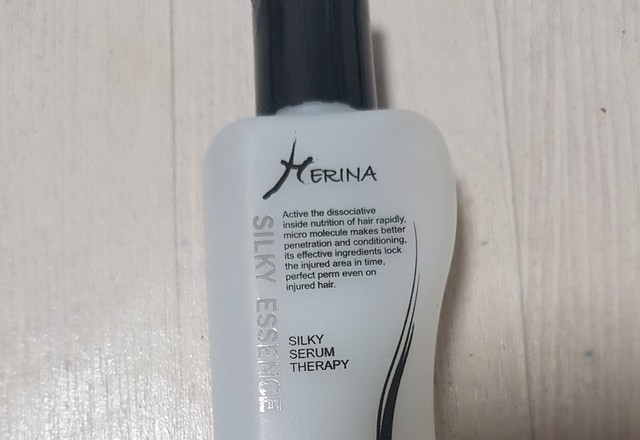 HERINA
Active the dissociative
inside nutrition of hair rapidly,
micro molecule makes better
penetration and conditioning,
its effective ingredients lock
the injured area in time,
perfect perm even on
injured hair.
SILKY ESSENCE
SILKY
SERUM
THERAPY